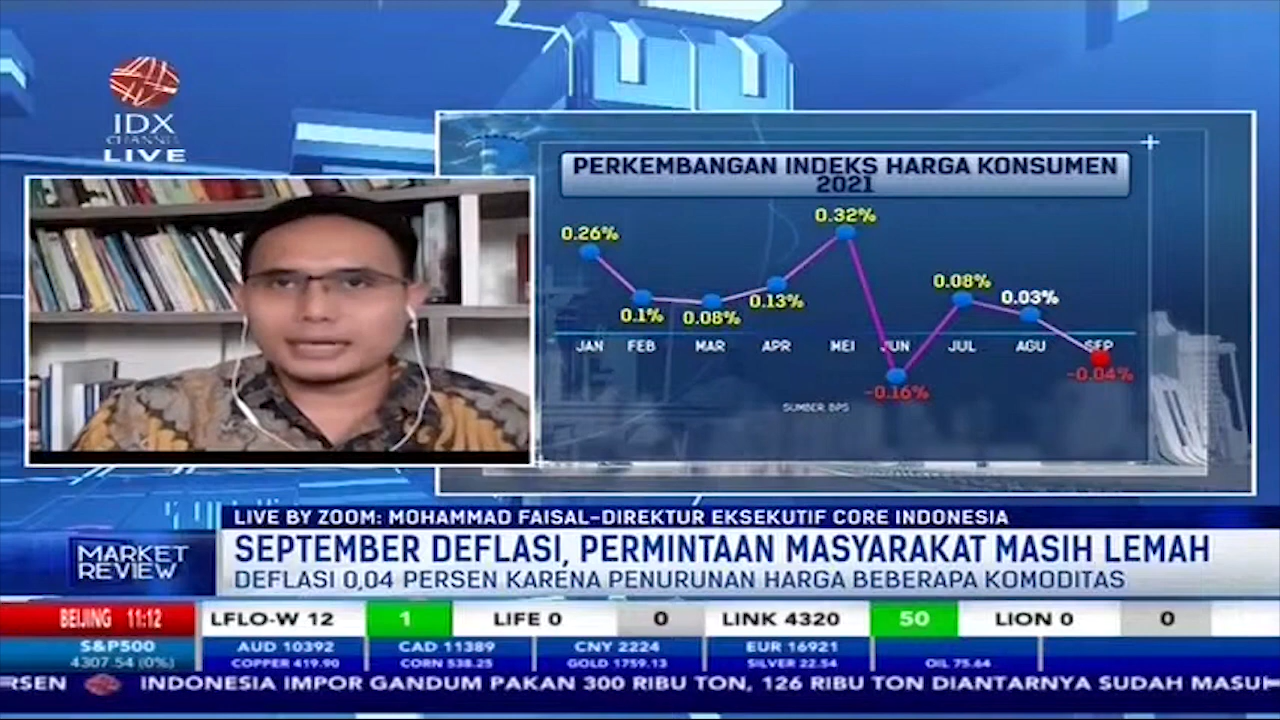 IDX
CHANNEL
LIVE
PERKEMBANGAN INDEKS HARGA KONSUMEN
2021
0.26%
0.1%
0.08%
0.13%
0.32%
-0.16%
0.08%
0.03%
-0.04%
JAN FEB MAR APR MEI JUN JUL AGU SEP
SUMBER: BPS
LIVE BY ZOOM: MOHAMMAD FAISAL-DIREKTUR EKSEKUTIF CORE INDONESIA
MARKET
REVIEW
SEPTEMBER DEFLASI, PERMINTAAN MASYARAKAT MASIH LEMAH
DEFLASI 0,04 PERSEN KARENA PENURUNAN HARGA BEBERAPA KOMODITAS
BEIJING 11:12 LFLO-W 12 1 LIFE 0 0 LINK 4320 50 LION 0 0
S&P500 AUD 10392 CAD 11389 CNY 2224 EUR 16921
4307.54 (0%) COPPER 419.90 CORN 538.25 GOLD 1759.13 SILVER 22.54 OIL 75.64
RSEN INDONESIA IMPOR GANDUM PAKAN 300 RIBU TON, 126 RIBU TON DIANTARNYA SUDAH MASU